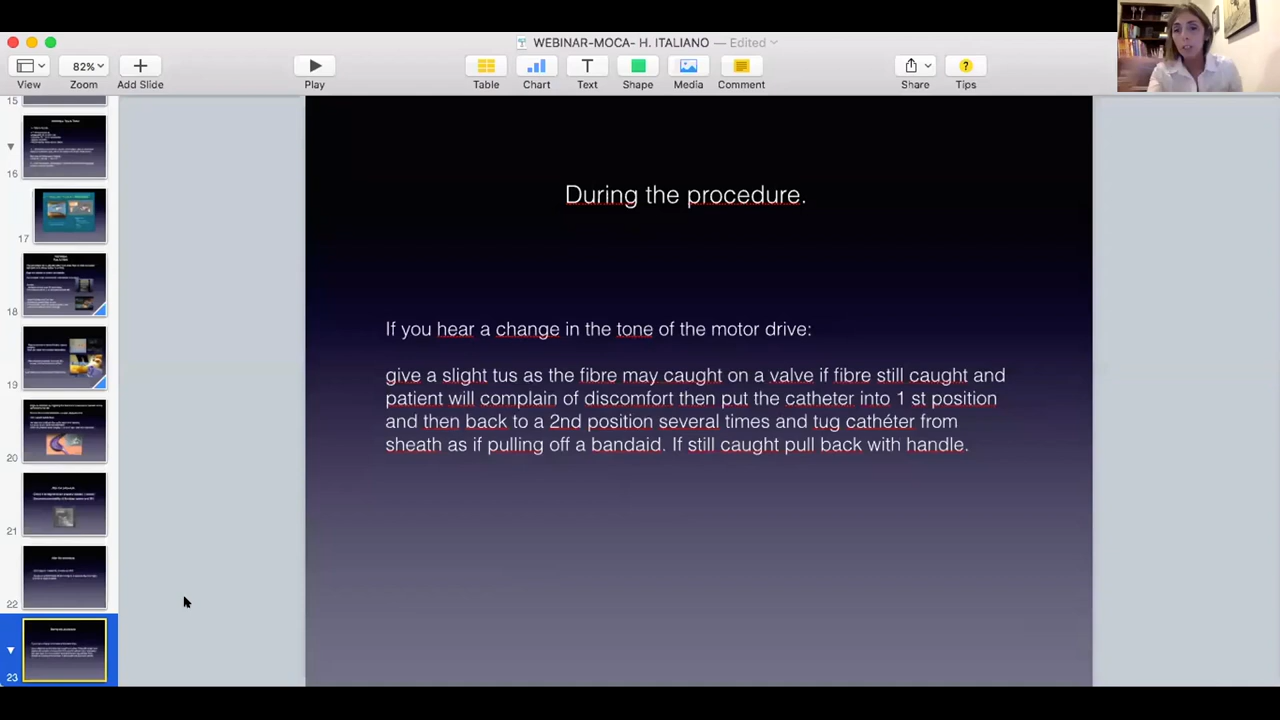 WEBINAR-MOCA- H. ITALIANO — Edited
82%
View
Zoom
Add Slide
Play
Table
Chart
Text
Shape
Media
Comment
Share
Tips
15
16
17
18
19
20
21
22
23
During the procedure.
If you hear a change in the tone of the motor drive:
give a slight tus as the fibre may caught on a valve if fibre still caught and
patient will complain of discomfort then put the catheter into 1 st position
and then back to a 2nd position several times and tug cathéter from
sheath as if pulling off a bandaid. If still caught pull back with handle.